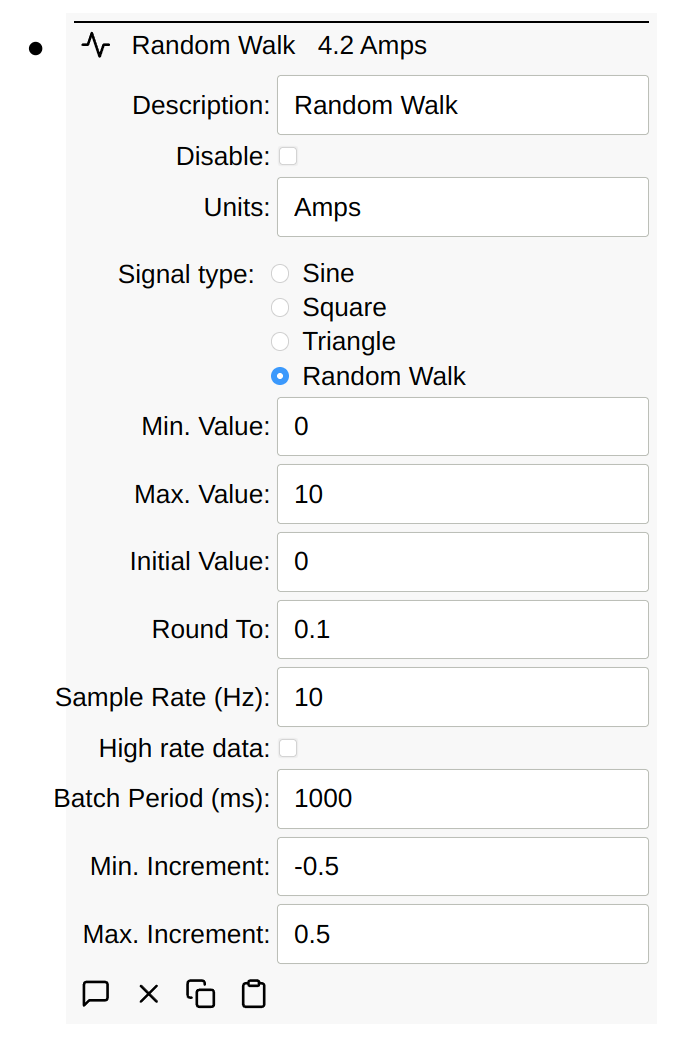 Random Walk 4.2 Amps
Description: Random Walk
Disable:
Units: Amps
Signal type: Sine
Square
Triangle
Random Walk
Min. Value: 0
Max. Value: 10
Initial Value: 0
Round To: 0.1
Sample Rate (Hz): 10
High rate data:
Batch Period (ms): 1000
Min. Increment: -0.5
Max. Increment: 0.5